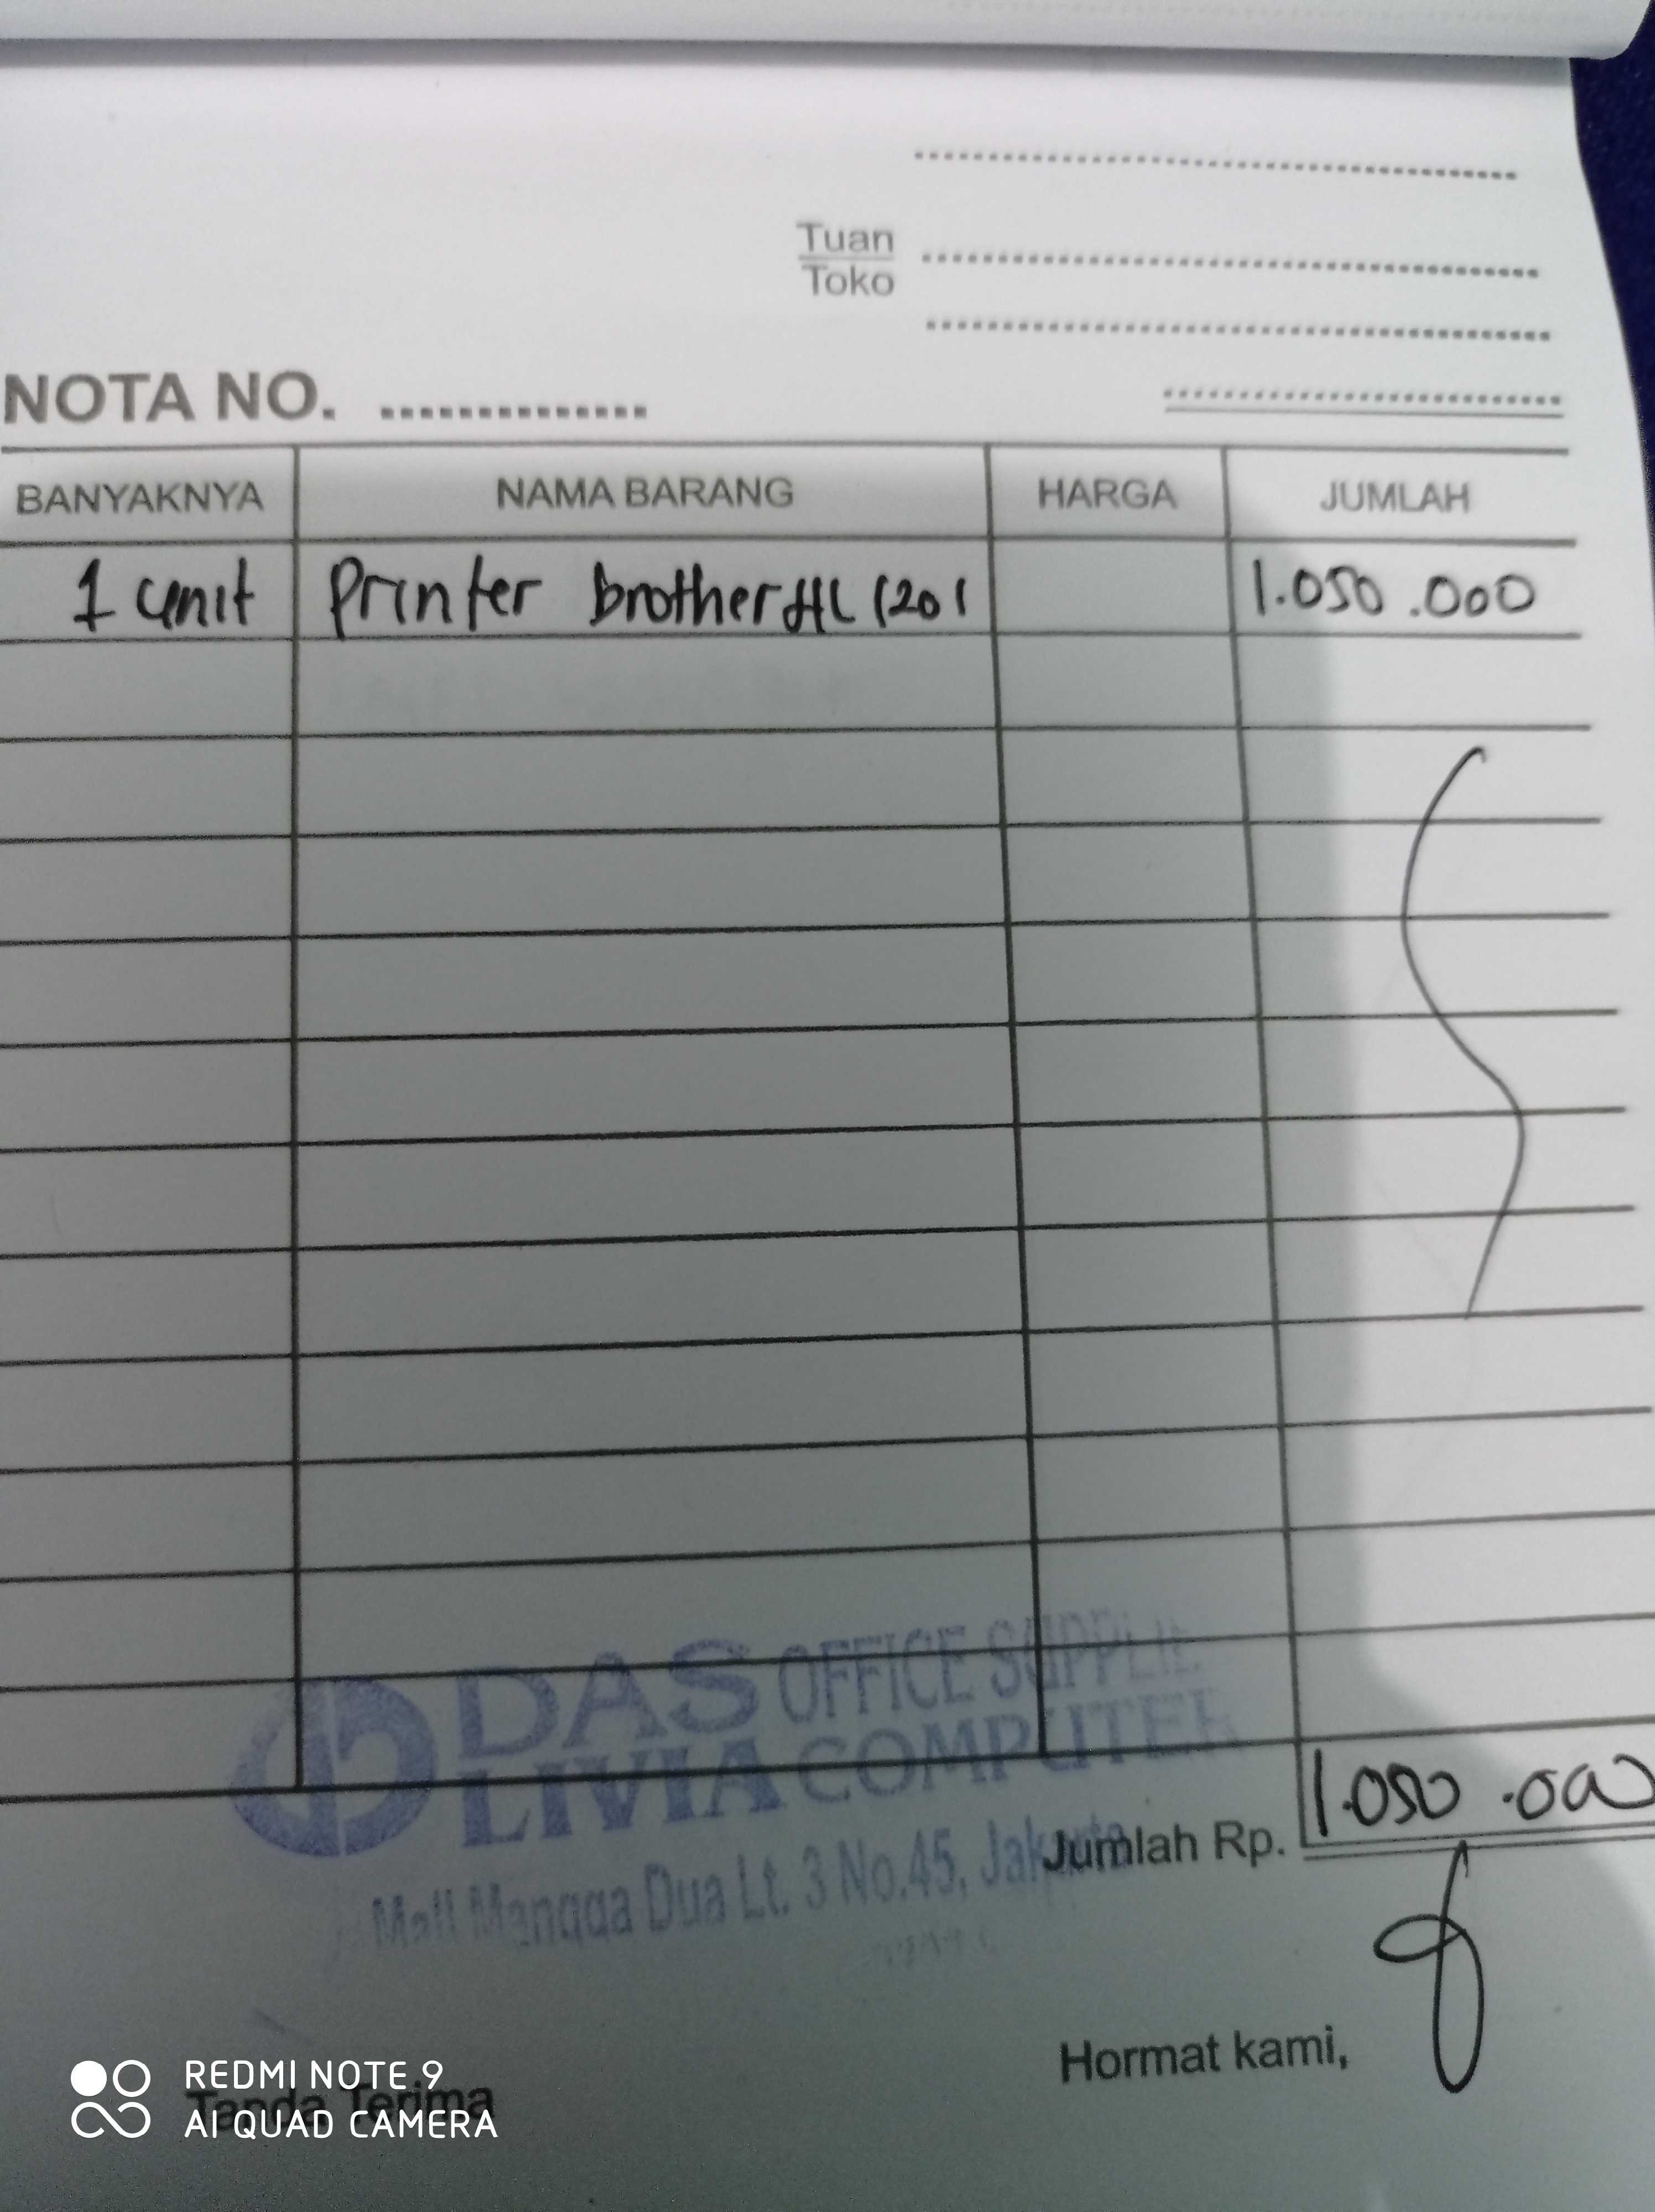 Tuan
Toko
NOTA NO. ..............
BANYAKNYA NAMA BARANG HARGA JUMLAH
1 unit Printer brother HL 1201 1.050.000
DAS OFFICE SUPPLIE
LIVIA COMPUTER
Mall Mangga Dua Lt. 3 No.45, Jakarta
Jumlah Rp. 1.050.000
Hormat kami,
Tanda Terima
REDMI NOTE 9
AI QUAD CAMERA